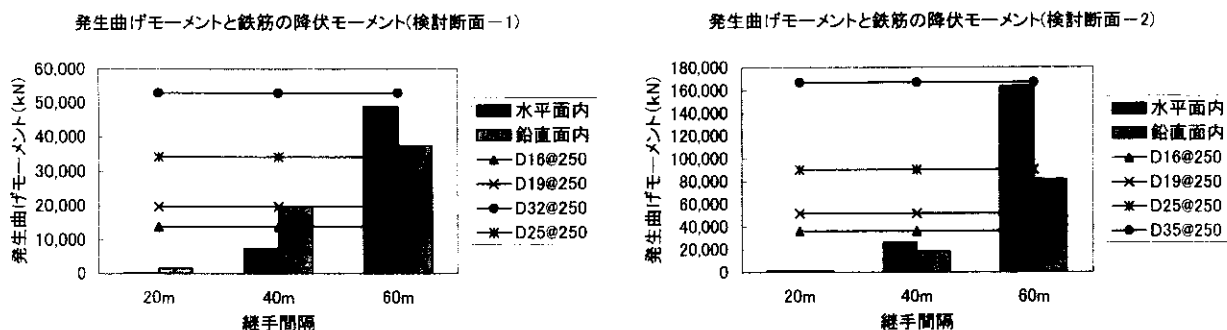 発生曲げモーメントと鉄筋の降伏モーメント(検討断面－1)
発生曲げモーメント(kN)
60,000
50,000
40,000
30,000
20,000
10,000
0
20m
40m
60m
継手間隔
水平面内
鉛直面内
D16@250
D19@250
D32@250
D25@250
発生曲げモーメントと鉄筋の降伏モーメント(検討断面－2)
発生曲げモーメント(kN)
180,000
160,000
140,000
120,000
100,000
80,000
60,000
40,000
20,000
0
20m
40m
60m
継手間隔
水平面内
鉛直面内
D16@250
D19@250
D25@250
D35@250